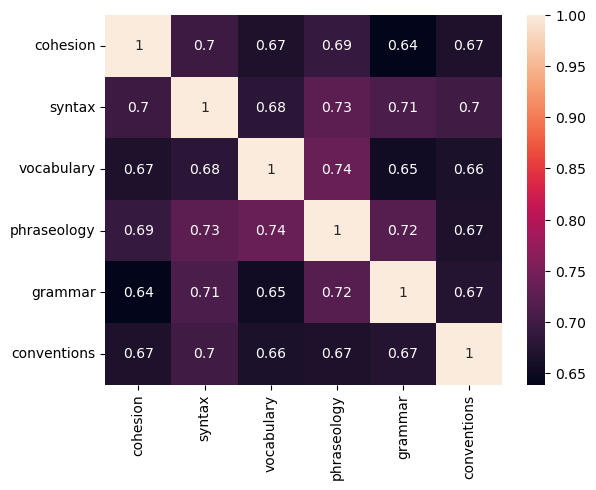 cohesion 1 0.7 0.67 0.69 0.64 0.67
syntax 0.7 1 0.68 0.73 0.71 0.7
vocabulary 0.67 0.68 1 0.74 0.65 0.66
phraseology 0.69 0.73 0.74 1 0.72 0.67
grammar 0.64 0.71 0.65 0.72 1 0.67
conventions 0.67 0.7 0.66 0.67 0.67 1
cohesion
syntax
vocabulary
phraseology
grammar
conventions
1.00
0.95
0.90
0.85
0.80
0.75
0.70
0.65